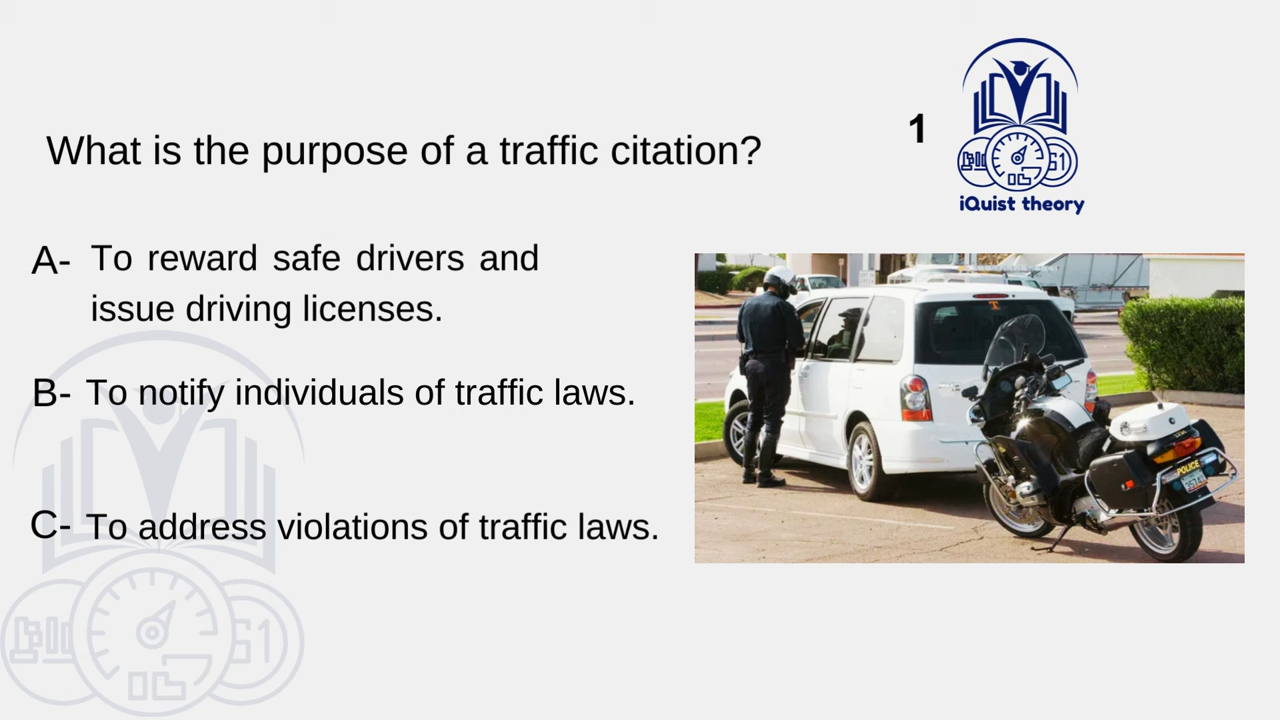 1
iQuist theory
What is the purpose of a traffic citation?
A- To reward safe drivers and
issue driving licenses.
B- To notify individuals of traffic laws.
C- To address violations of traffic laws.
POLICE